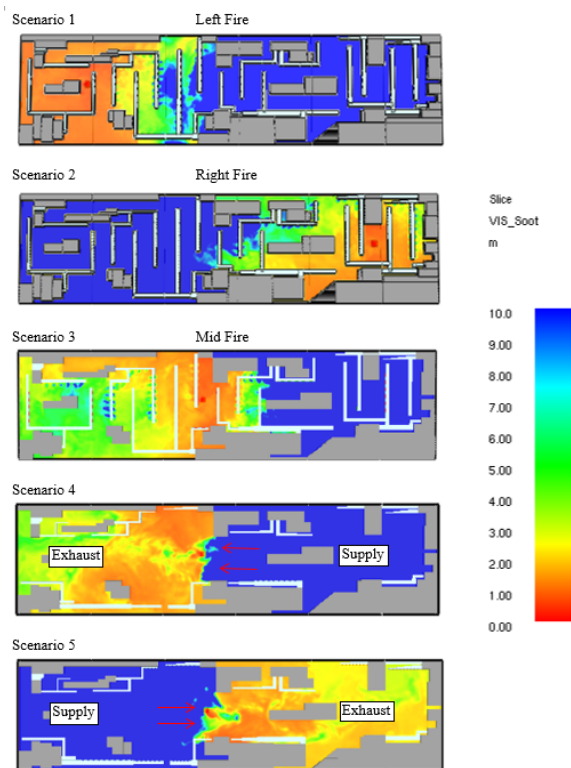 Scenario 1 Left Fire
Scenario 2 Right Fire
Slice
VIS_Soot
m
Scenario 3 Mid Fire
10.0
9.00
8.00
7.00
6.00
5.00
4.00
3.00
2.00
1.00
0.00
Scenario 4
Exhaust Supply
Scenario 5
Supply Exhaust